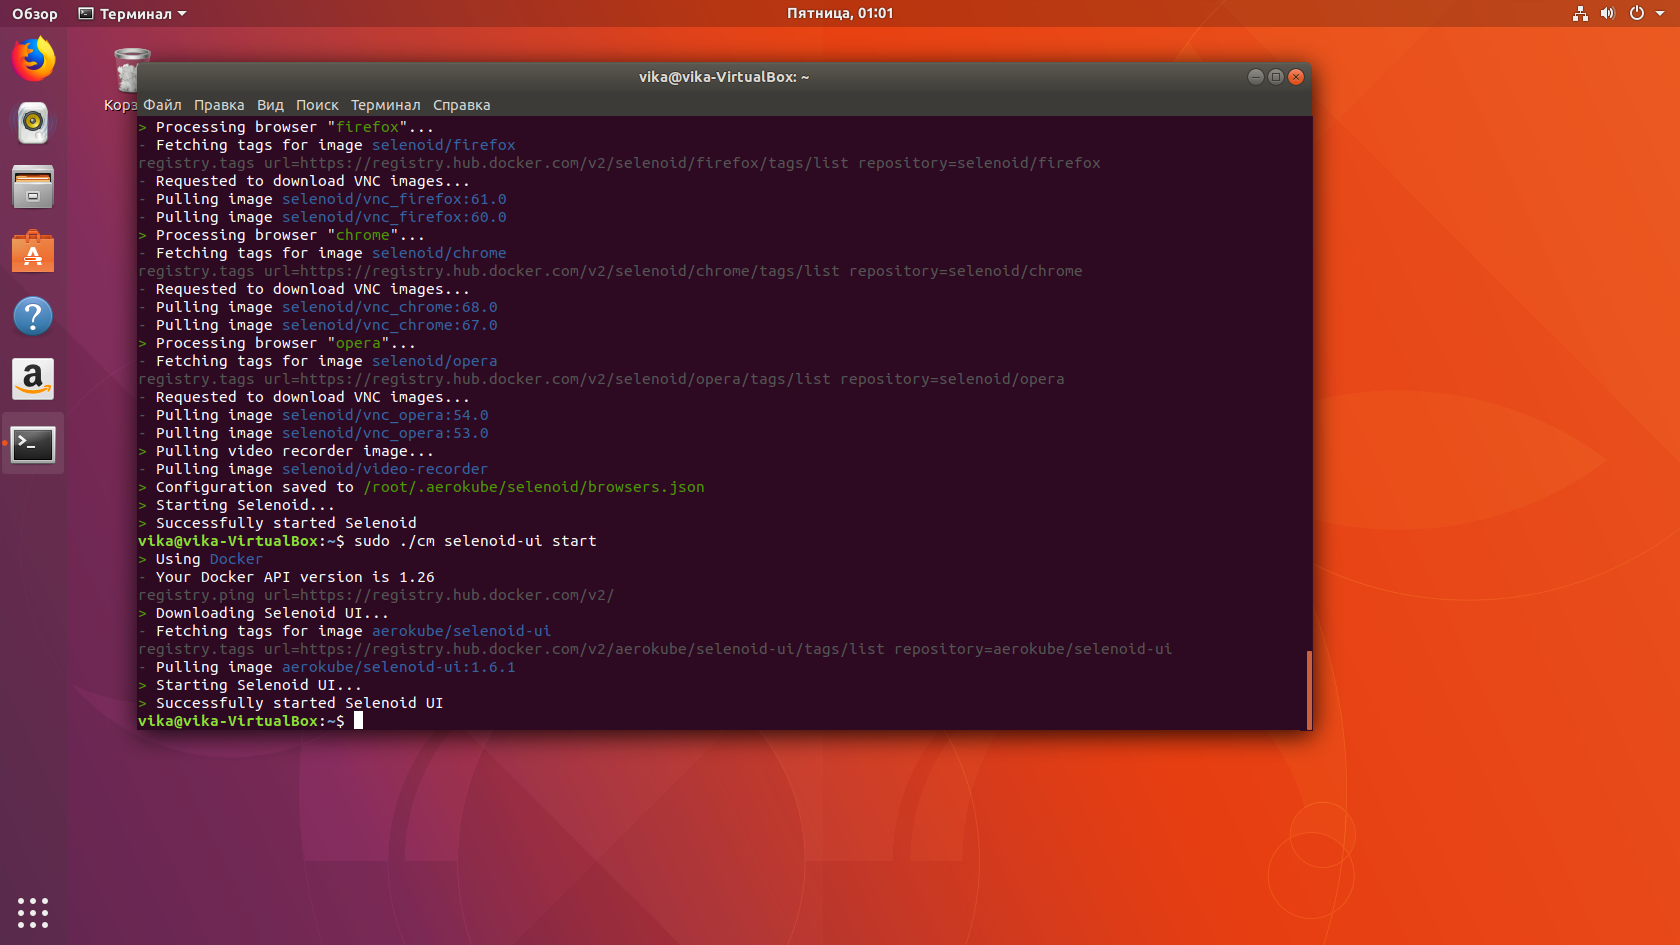 Обзор
Терминал
Пятница, 01:01
Корз
vika@vika-VirtualBox: ~
Файл Правка Вид Поиск Терминал Справка
> Processing browser "firefox"...
- Fetching tags for image selenoid/firefox
registry.tags url=https://registry.hub.docker.com/v2/selenoid/firefox/tags/list repository=selenoid/firefox
- Requested to download VNC images...
- Pulling image selenoid/vnc_firefox:61.0
- Pulling image selenoid/vnc_firefox:60.0
> Processing browser "chrome"...
- Fetching tags for image selenoid/chrome
registry.tags url=https://registry.hub.docker.com/v2/selenoid/chrome/tags/list repository=selenoid/chrome
- Requested to download VNC images...
- Pulling image selenoid/vnc_chrome:68.0
- Pulling image selenoid/vnc_chrome:67.0
> Processing browser "opera"...
- Fetching tags for image selenoid/opera
registry.tags url=https://registry.hub.docker.com/v2/selenoid/opera/tags/list repository=selenoid/opera
- Requested to download VNC images...
- Pulling image selenoid/vnc_opera:54.0
- Pulling image selenoid/vnc_opera:53.0
> Pulling video recorder image...
- Pulling image selenoid/video-recorder
> Configuration saved to /root/.aerokube/selenoid/browsers.json
> Starting Selenoid...
> Successfully started Selenoid
vika@vika-VirtualBox:~$ sudo ./cm selenoid-ui start
> Using Docker
- Your Docker API version is 1.26
registry.ping url=https://registry.hub.docker.com/v2/
> Downloading Selenoid UI...
- Fetching tags for image aerokube/selenoid-ui
registry.tags url=https://registry.hub.docker.com/v2/aerokube/selenoid-ui/tags/list repository=aerokube/selenoid-ui
- Pulling image aerokube/selenoid-ui:1.6.1
> Starting Selenoid UI...
> Successfully started Selenoid UI
vika@vika-VirtualBox:~$